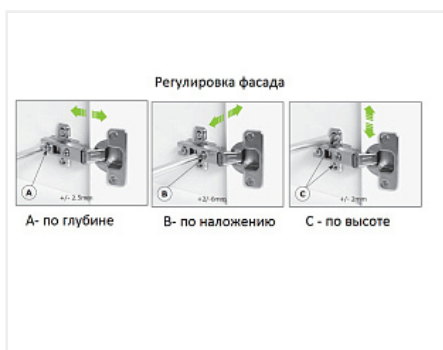 Регулировка фасада
A
+/- 2.5mm
B
+2/-6mm
C
+/- 2mm
A- по глубине
B- по наложению
C - по высоте